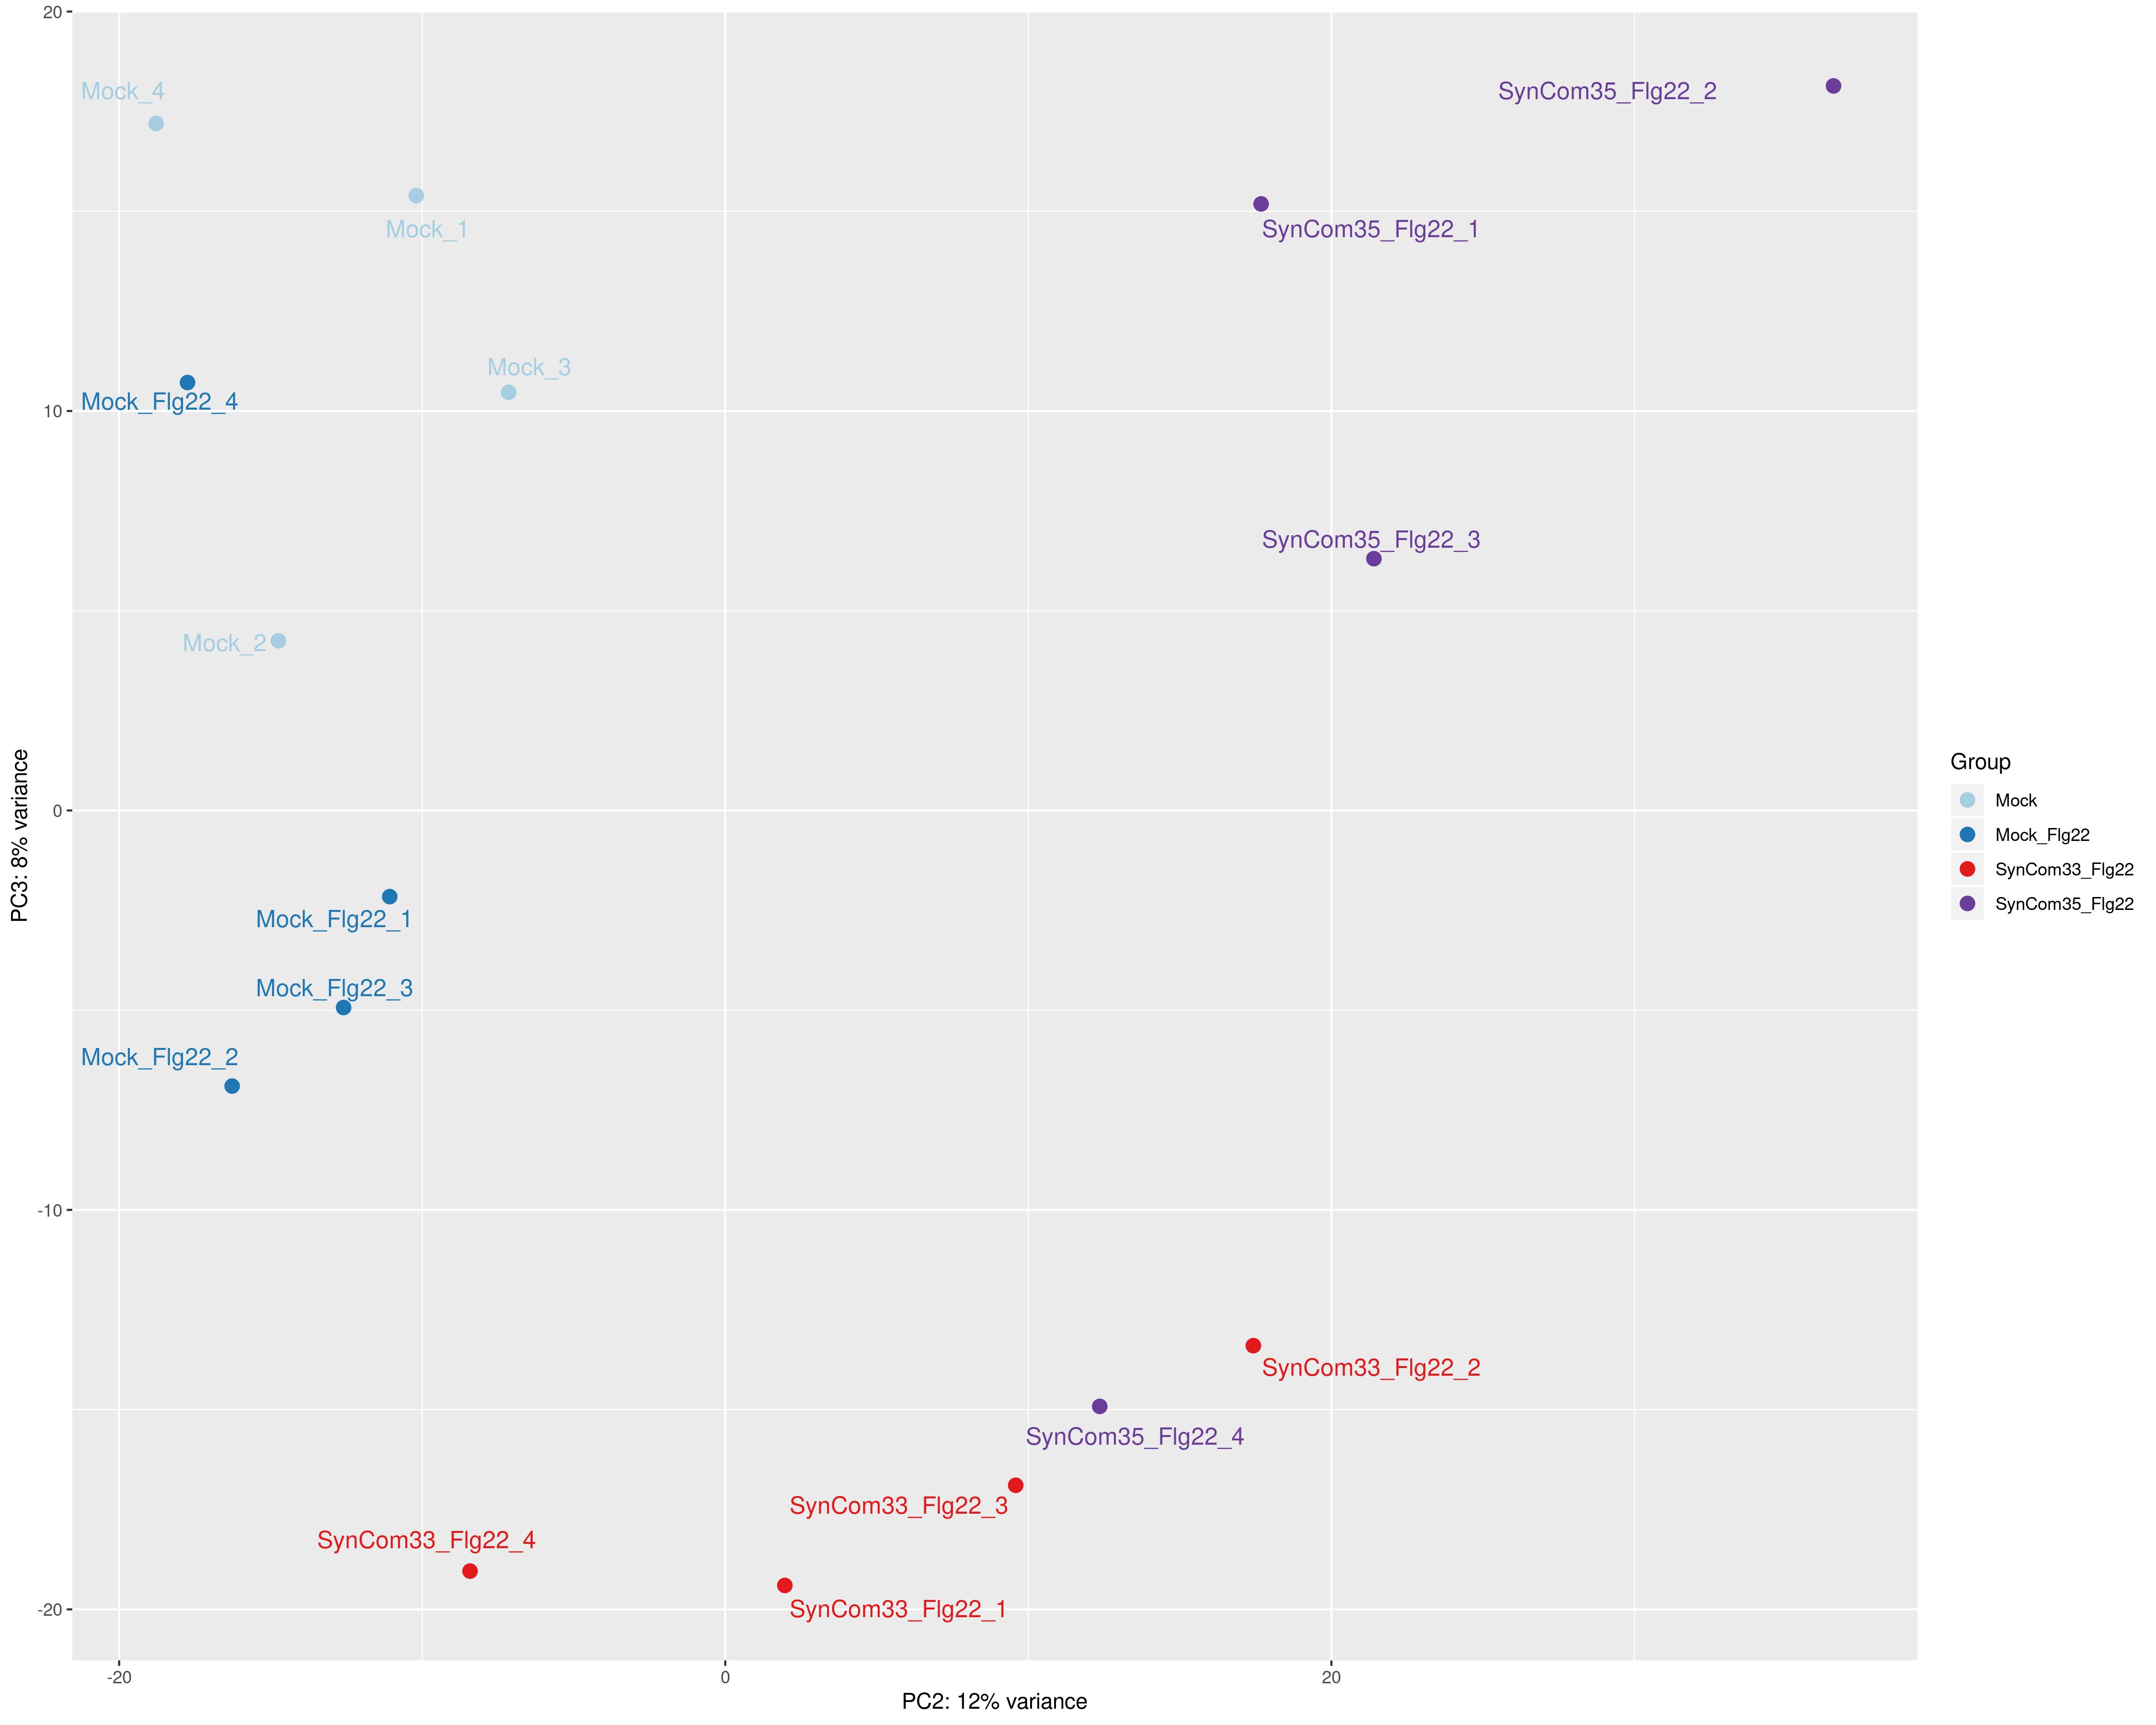 20
Mock_4
SynCom35_Flg22_2
Mock_1
SynCom35_Flg22_1
Mock_3
Mock_Flg22_4
10
SynCom35_Flg22_3
Mock_2
PC3: 8% variance
0
Group
Mock
Mock_Flg22
SynCom33_Flg22
SynCom35_Flg22
Mock_Flg22_1
Mock_Flg22_3
Mock_Flg22_2
-10
SynCom33_Flg22_2
SynCom35_Flg22_4
SynCom33_Flg22_3
SynCom33_Flg22_4
SynCom33_Flg22_1
-20
-20
0
20
PC2: 12% variance